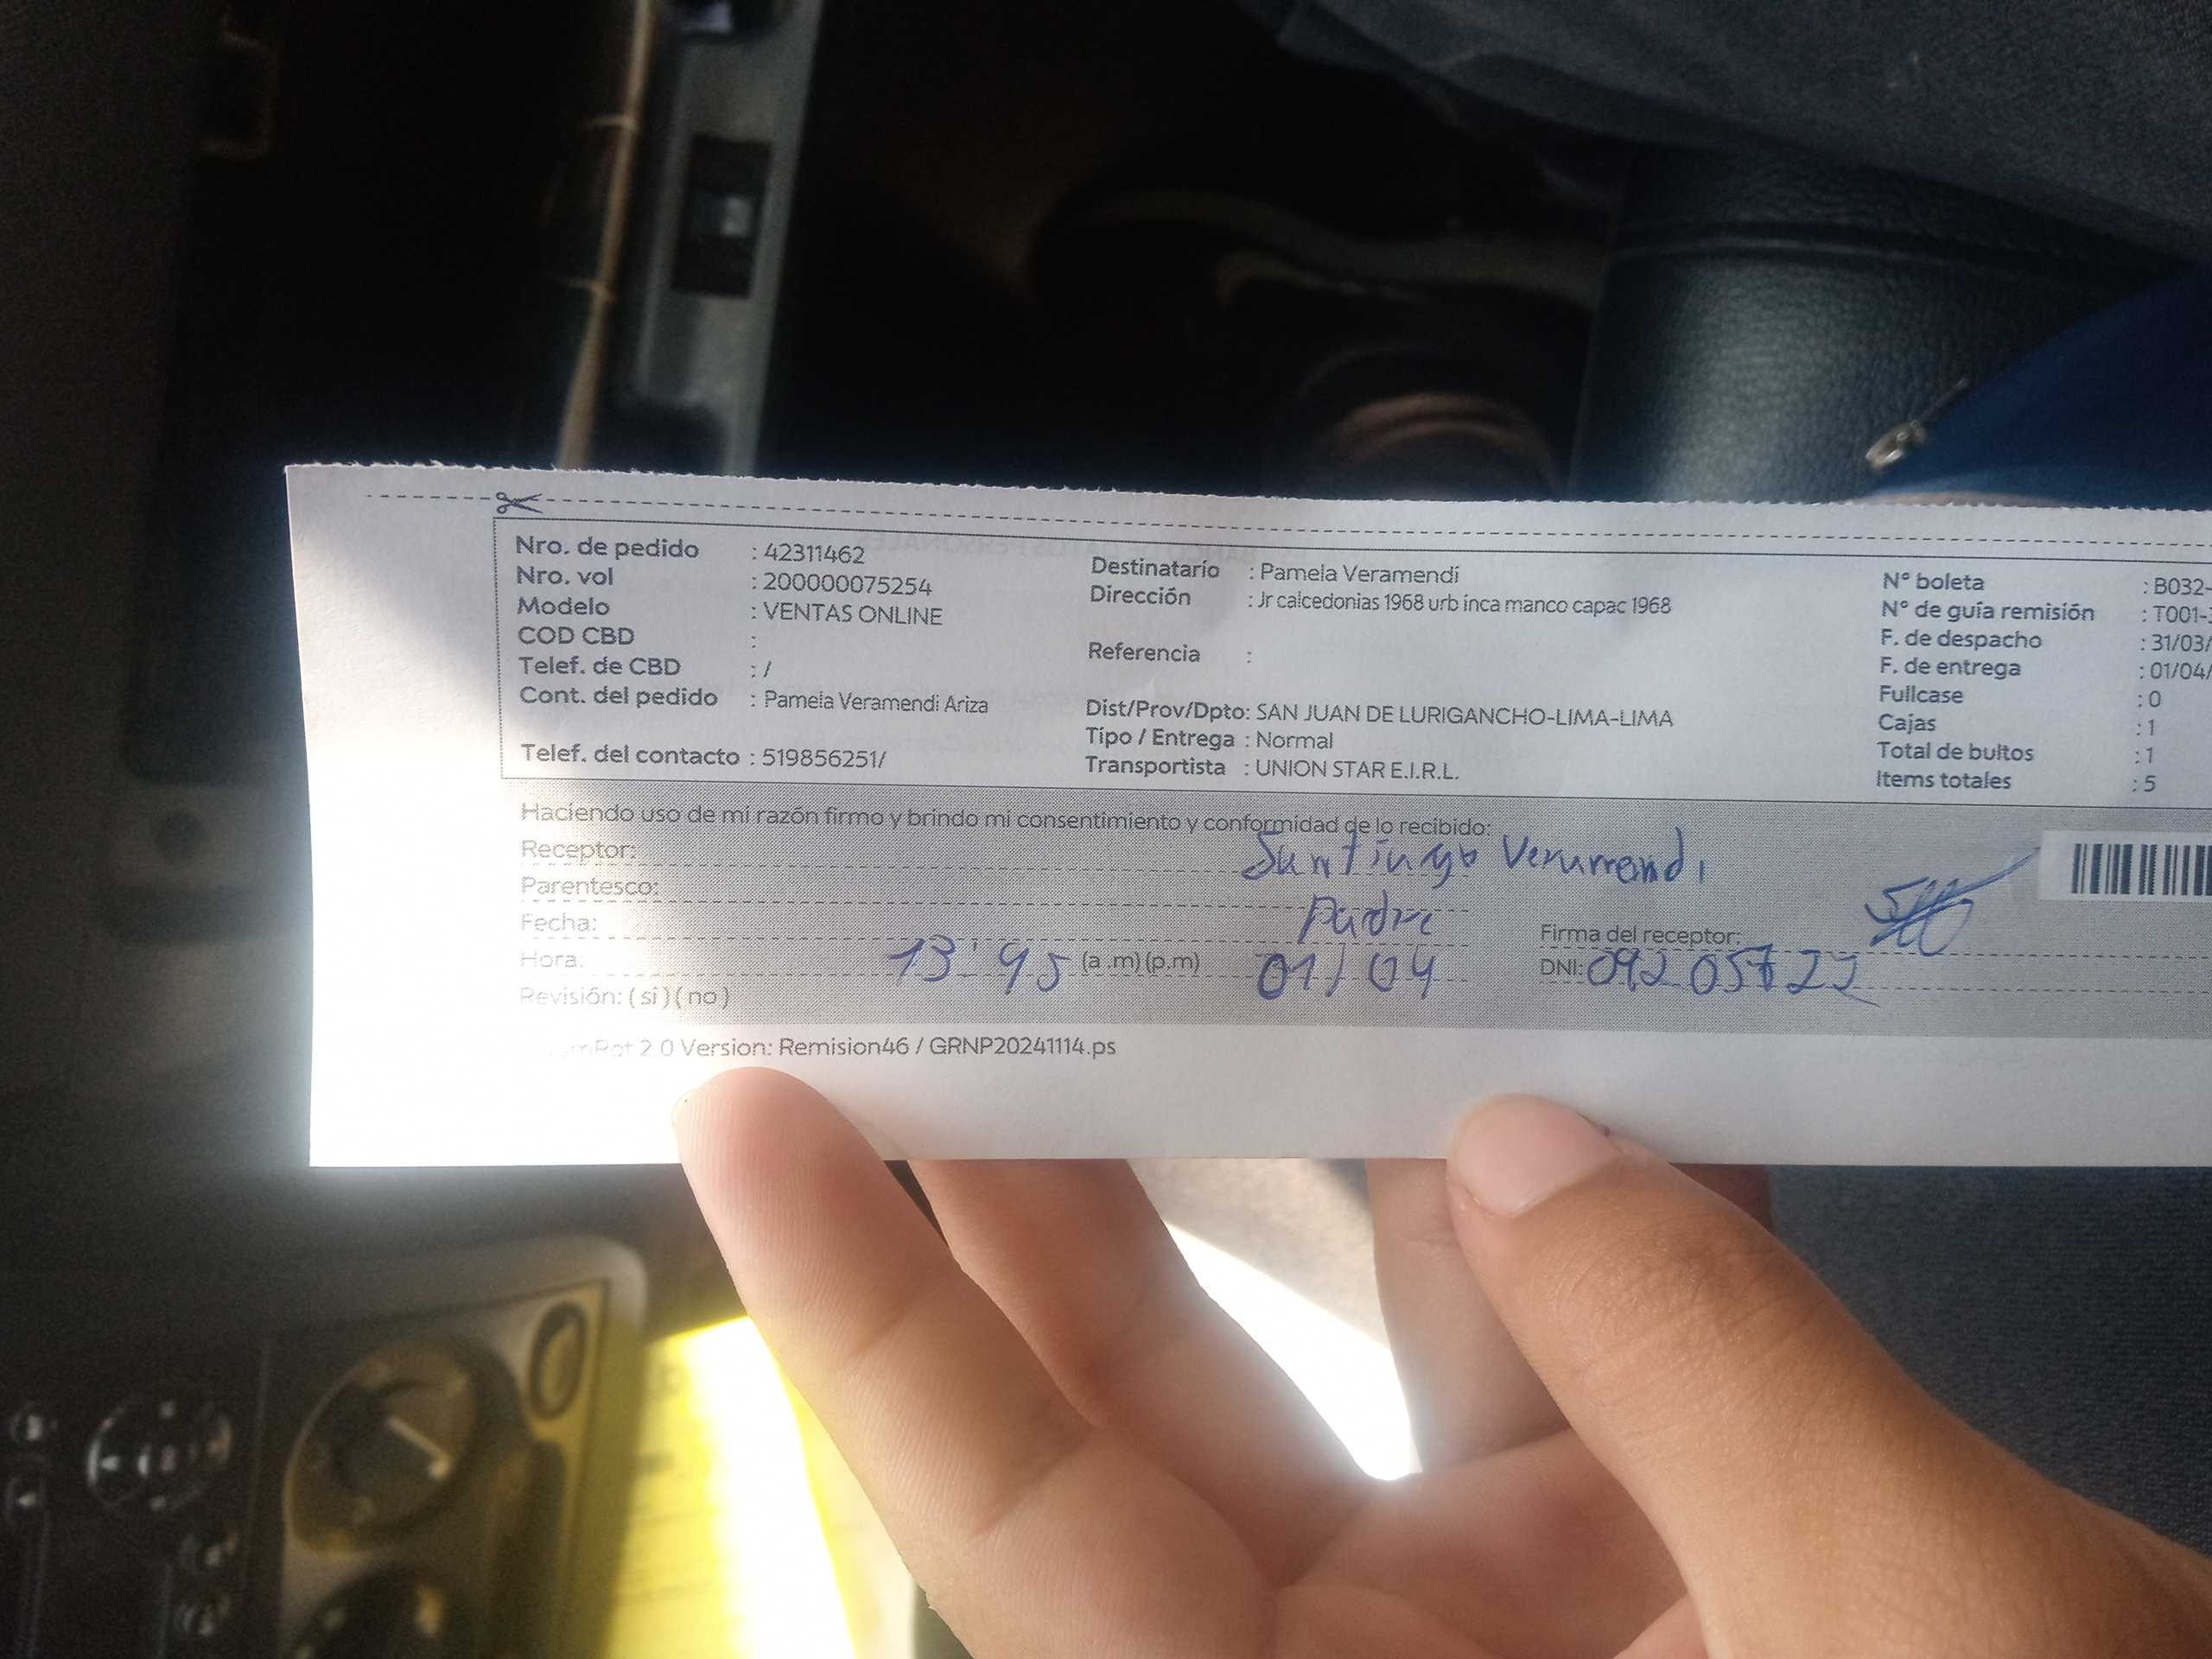 Nro. de pedido : 42311462
Nro. vol : 200000075254
Modelo : VENTAS ONLINE
COD CBD :
Telef. de CBD : /
Cont. del pedido : Pamela Veramendi Ariza
Telef. del contacto : 519856251/
Destinatario : Pamela Veramendi
Dirección : Jr calcedonias 1968 urb inca manco capac 1968
Referencia :
Dist/Prov/Dpto: SAN JUAN DE LURIGANCHO-LIMA-LIMA
Tipo / Entrega : Normal
Transportista : UNION STAR E.I.R.L.
N° boleta : B032-
N° de guía remisión : T001-
F. de despacho : 31/03/
F. de entrega : 01/04/
Fullcase : 0
Cajas : 1
Total de bultos : 1
Items totales : 5
Haciendo uso de mi razón firmo y brindo mi consentimiento y conformidad de lo recibido:
Receptor: Santiago Veramendi
Parentesco: Padre
Fecha: 01/04
Hora: 13:45 (a .m) (p.m)
Revisión: ( si ) ( no )
Firma del receptor:
DNI: 09205722
2.0 Version: Remision46 / GRNP20241114.ps